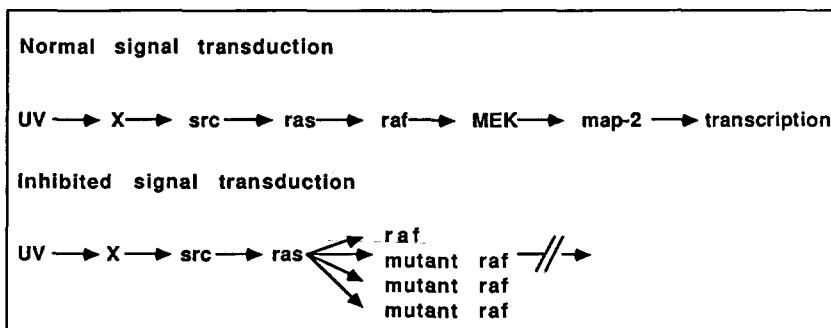 Normal signal transduction
UV X src ras raf MEK map-2 transcription
Inhibited signal transduction
raf
UV X src ras mutant raf
mutant raf
mutant raf